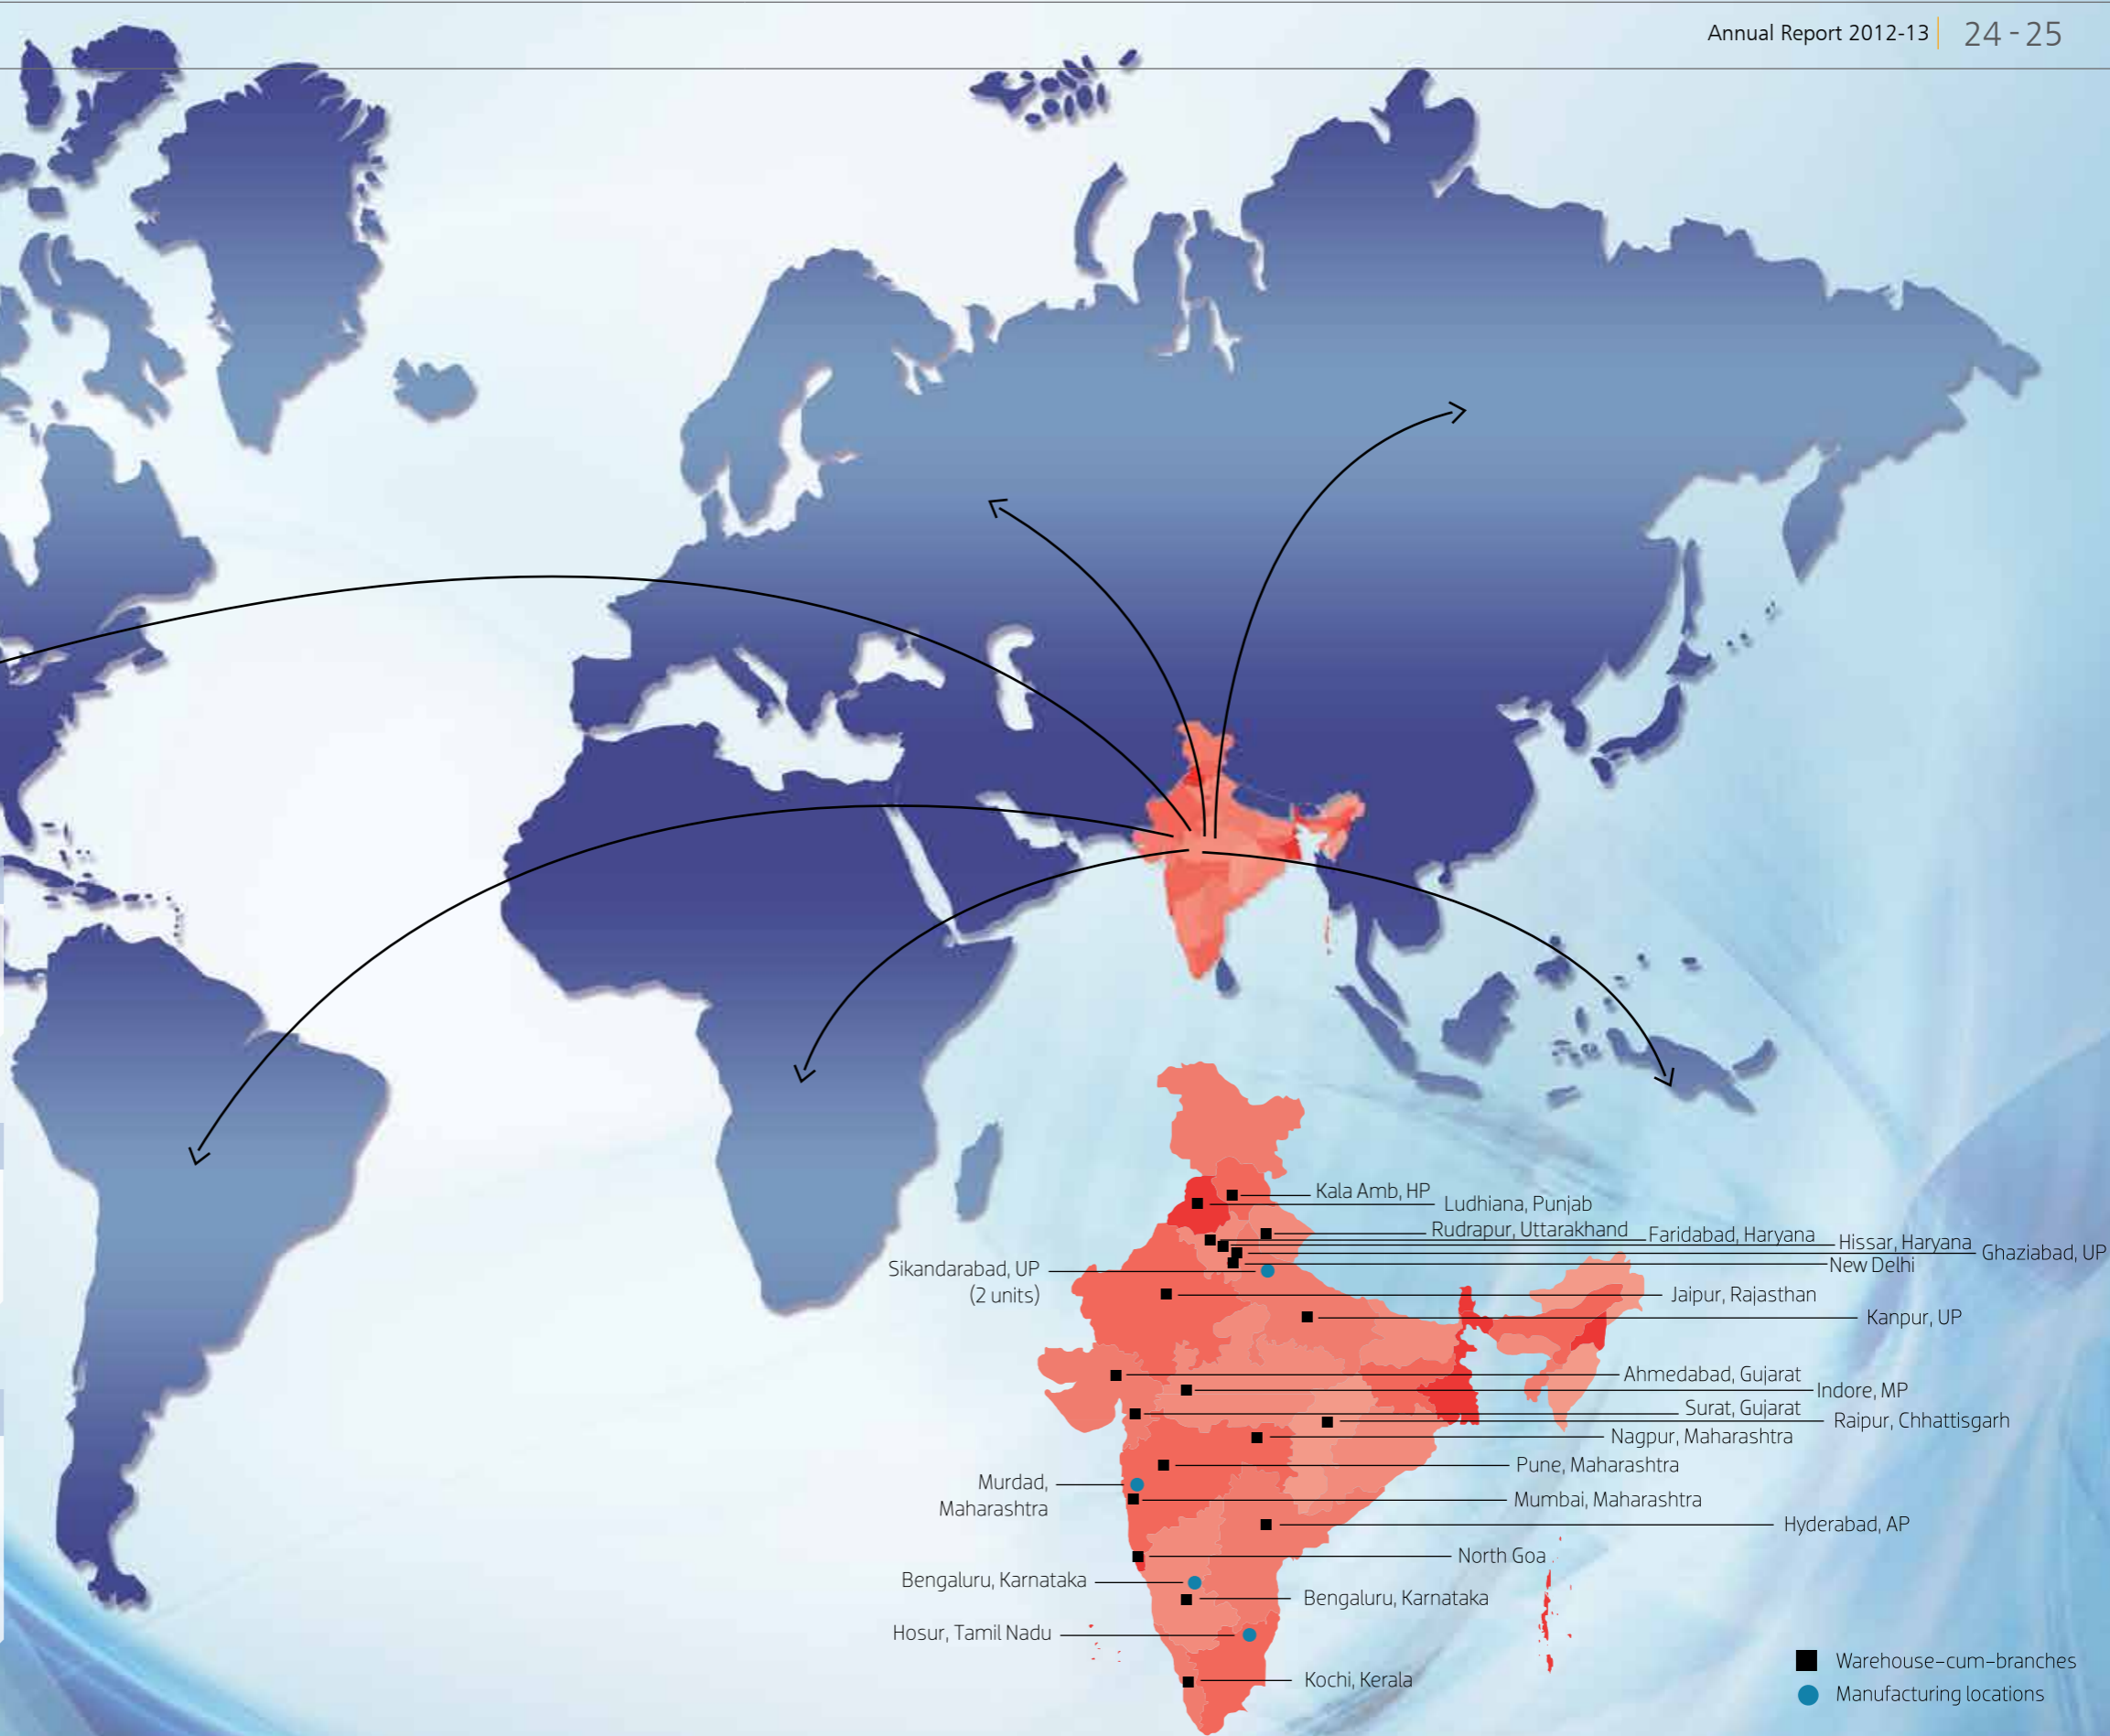 Annual Report 2012-13
24 - 25
Kala Amb, HP
Ludhiana, Punjab
Rudrapur, Uttarakhand
Faridabad, Haryana
Hissar, Haryana
Ghaziabad, UP
New Delhi
Sikandarabad, UP
(2 units)
Jaipur, Rajasthan
Kanpur, UP
Ahmedabad, Gujarat
Indore, MP
Surat, Gujarat
Raipur, Chhattisgarh
Nagpur, Maharashtra
Pune, Maharashtra
Murdad,
Maharashtra
Mumbai, Maharashtra
Hyderabad, AP
North Goa
Bengaluru, Karnataka
Bengaluru, Karnataka
Hosur, Tamil Nadu
Kochi, Kerala
Warehouse-cum-branches
Manufacturing locations